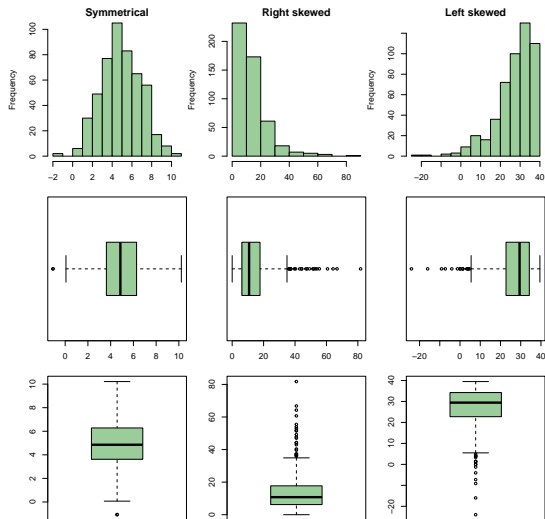 Symmetrical
Right skewed
Left skewed
Frequency
0 20 40 60 80 100
−2 0 2 4 6 8 10
Frequency
0 50 100 150 200
0 20 40 60 80
Frequency
0 20 40 60 80 100
−20 0 10 20 30 40
0 2 4 6 8 10
0 20 40 60 80
−20 0 10 20 30 40
0 2 4 6 8 10
0 20 40 60 80
−20 0 10 20 30 40